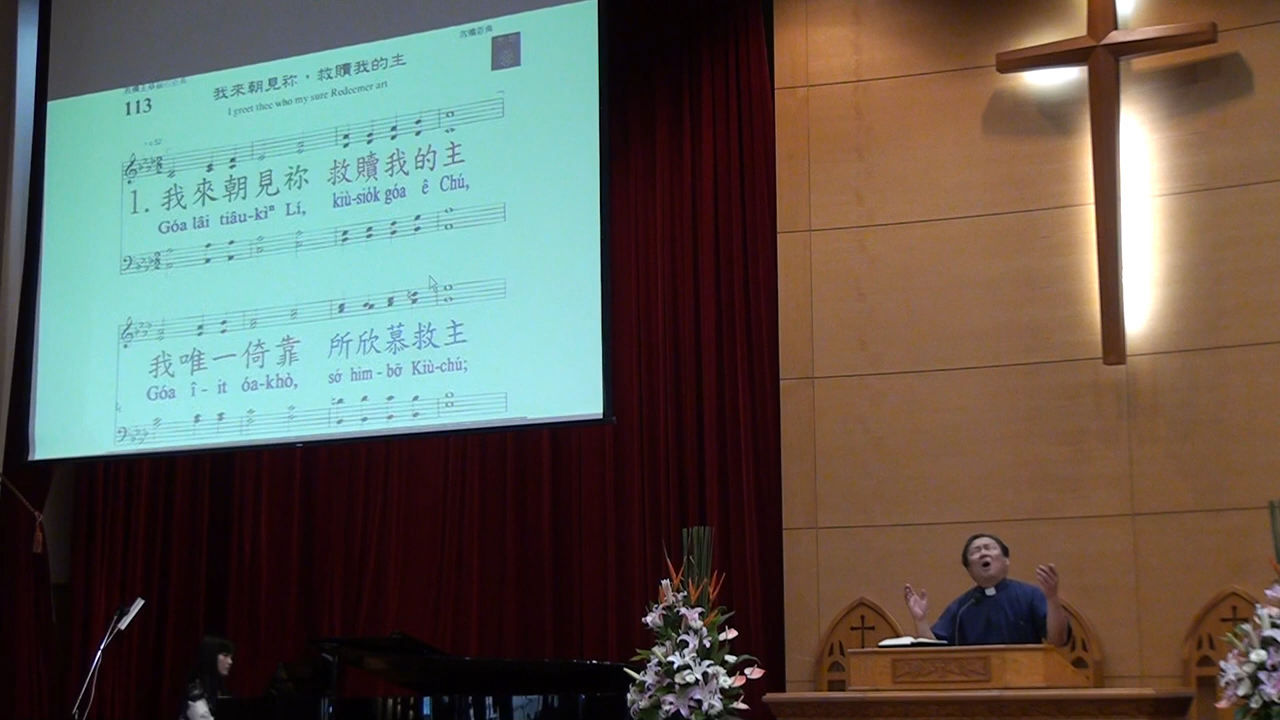 113
我來朝見祢，救贖我的主
I greet thee who my sure Redeemer art
1. 我來朝見祢 救贖我的主
Góa lâi tiâu-kìⁿ Lí, kiù-sio̍k góa ê Chú,
我唯一倚靠 所欣慕救主
Góa î-it óa-khò, só͘ him-bō͘ Kiù-chú;